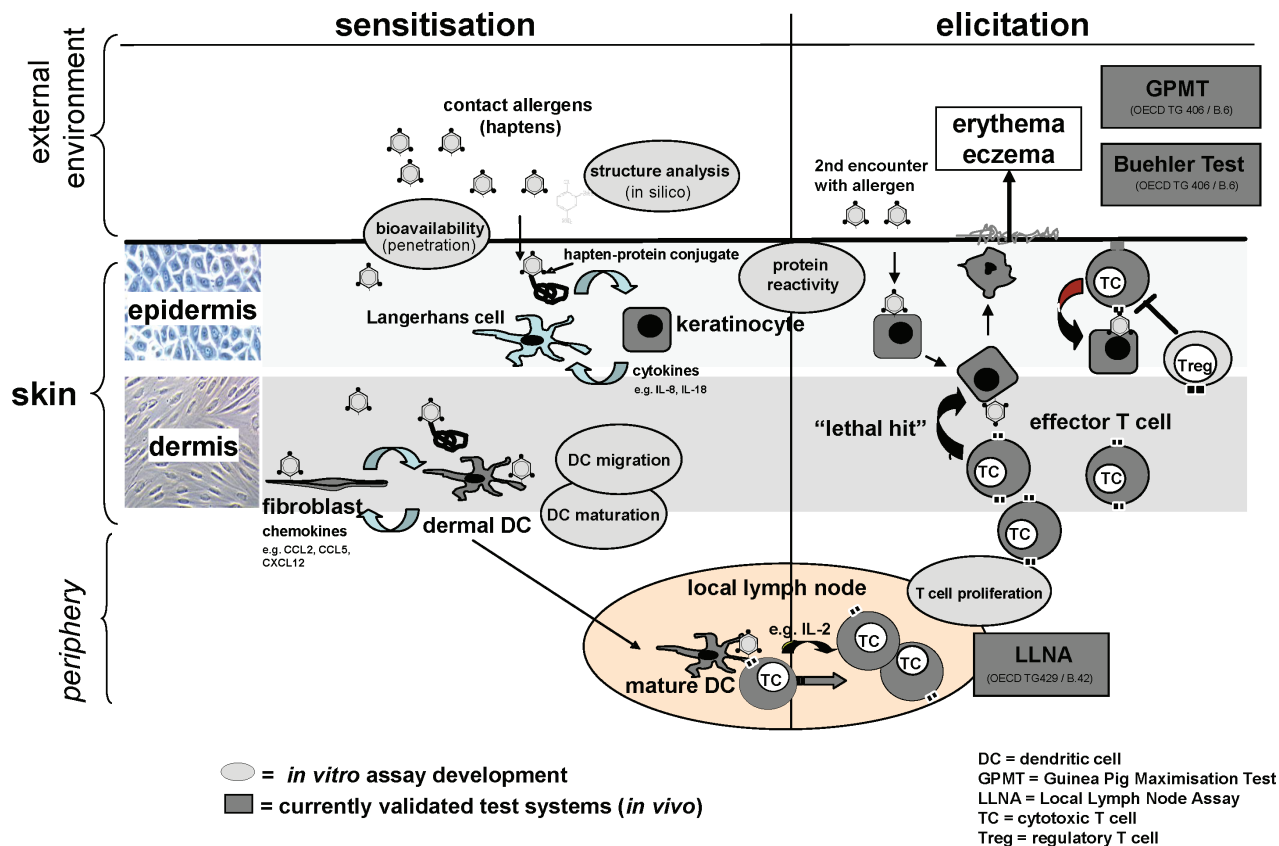 sensitisation
elicitation
external
environment
contact allergens
(haptens)
structure analysis
(in silico)
bioavailability
(penetration)
2nd encounter
with allergen
erythema
eczema
GPMT
(OECD TG 406 / B.6)
Buehler Test
(OECD TG 406 / B.6)
skin
epidermis
hapten-protein conjugate
Langerhans cell
keratinocyte
cytokines
e.g. IL-8, IL-18
protein
reactivity
TC
Treg
dermis
fibroblast
chemokines
e.g. CCL2, CCL5,
CXCL12
dermal DC
DC migration
DC maturation
“lethal hit”
effector T cell
TC
TC
TC
periphery
local lymph node
T cell proliferation
e.g. IL-2
mature DC
TC
TC
TC
LLNA
(OECD TG429 / B.42)
= in vitro assay development
= currently validated test systems (in vivo)
DC = dendritic cell
GPMT = Guinea Pig Maximisation Test
LLNA = Local Lymph Node Assay
TC = cytotoxic T cell
Treg = regulatory T cell